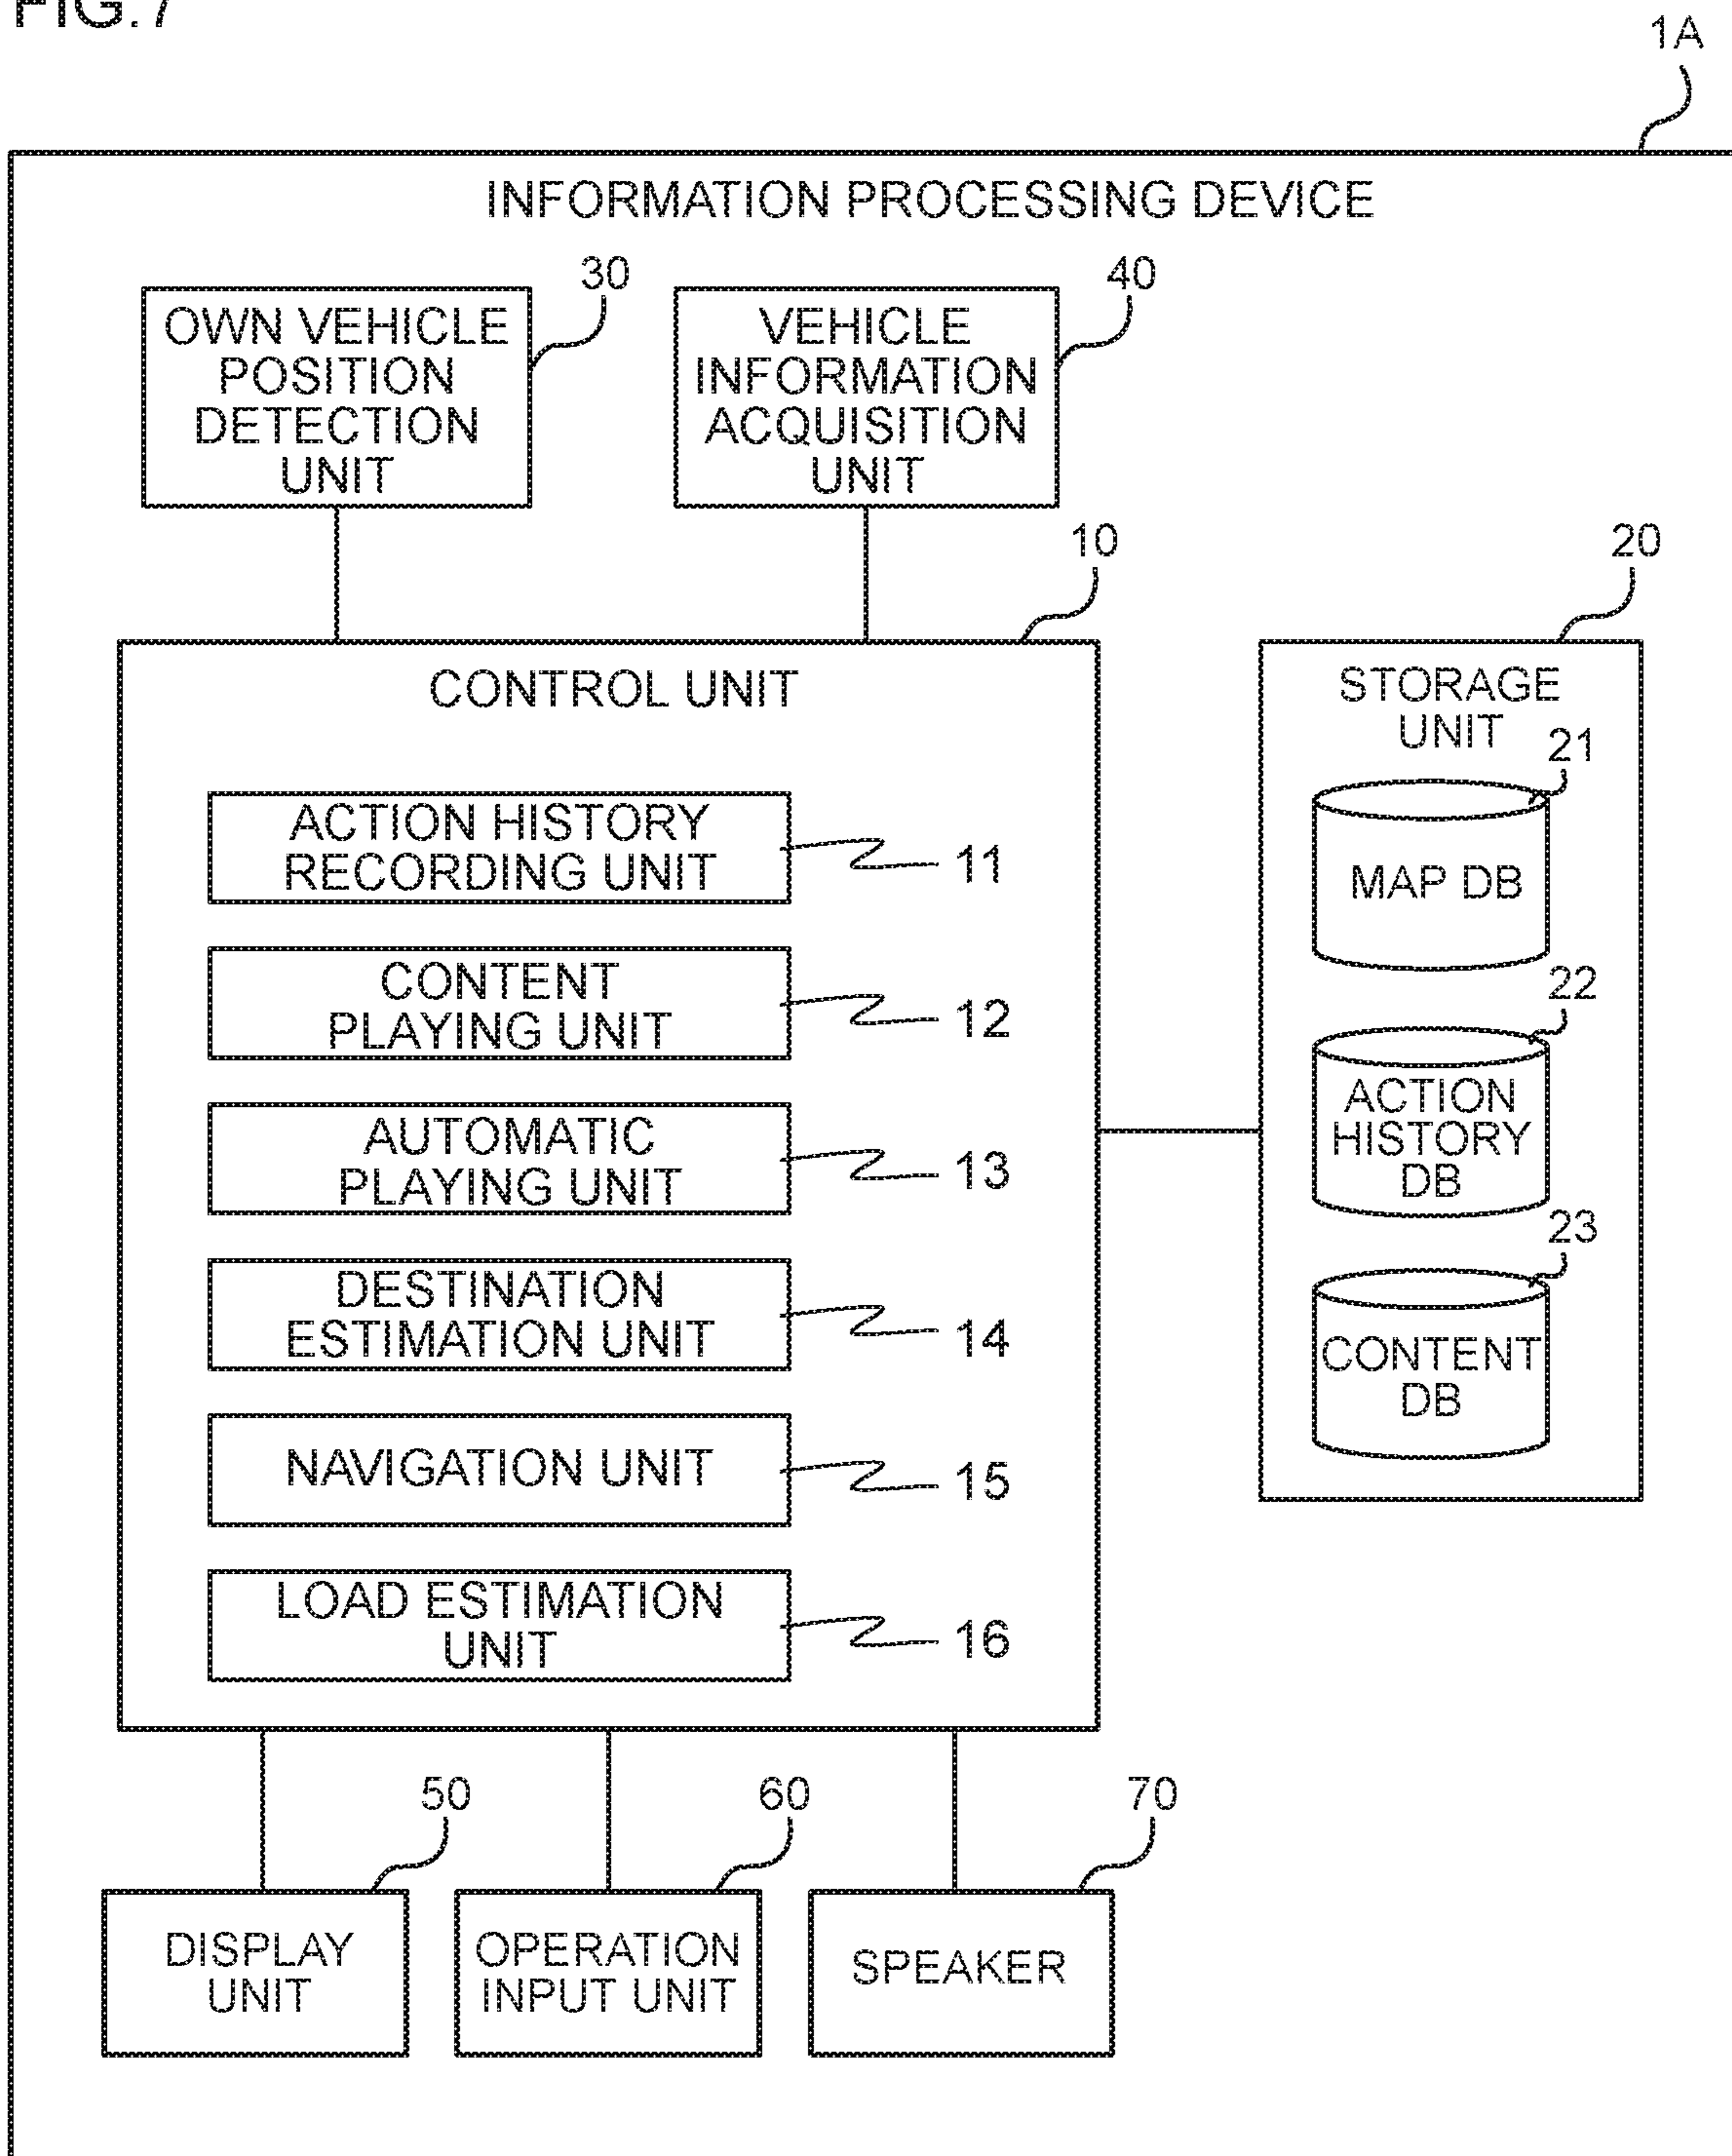 FIG.7
1A
INFORMATION PROCESSING DEVICE
30
40
OWN VEHICLE
POSITION
DETECTION
UNIT
VEHICLE
INFORMATION
ACQUISITION
UNIT
10
20
CONTROL UNIT
STORAGE
UNIT
21
ACTION HISTORY
RECORDING UNIT
11
MAP DB
CONTENT
PLAYING UNIT
12
22
ACTION
HISTORY
DB
AUTOMATIC
PLAYING UNIT
13
23
DESTINATION
ESTIMATION UNIT
14
CONTENT
DB
NAVIGATION UNIT
15
LOAD ESTIMATION
UNIT
16
50
60
70
DISPLAY
UNIT
OPERATION
INPUT UNIT
SPEAKER